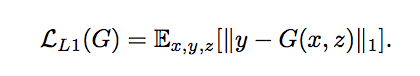 ℒ_{L1}(G) = 𝔼_{x,y,z}[‖y − G(x, z)‖₁].